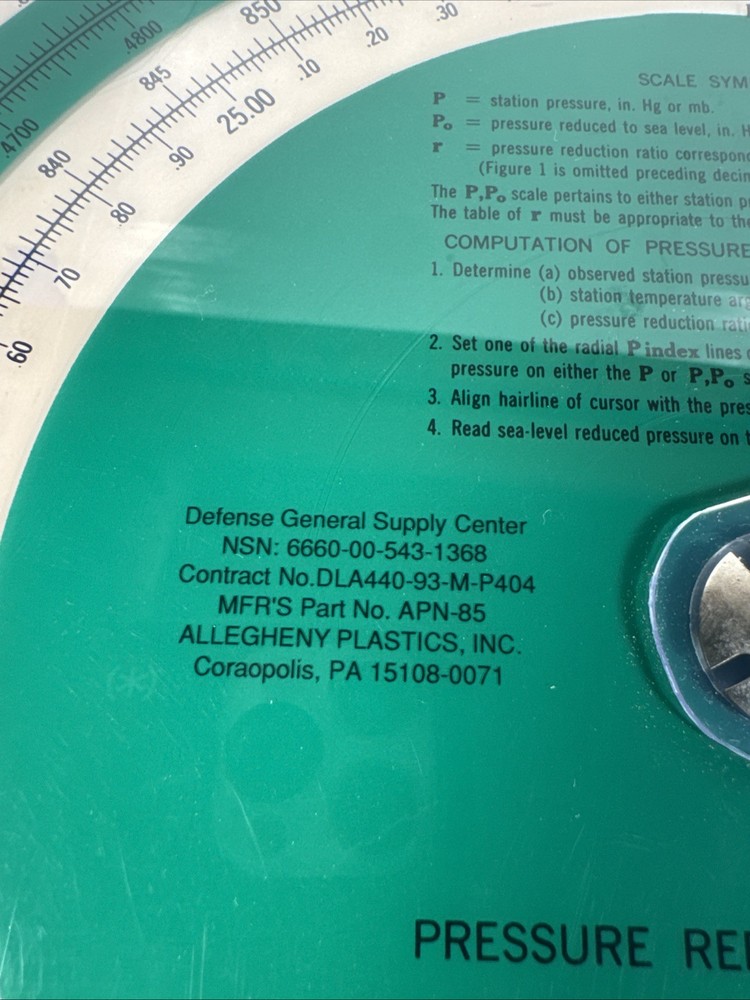 4800
4700
850
.30
.20
.10
845
25.00
840
.90
80
70
60
SCALE SYM
P = station pressure, in. Hg or mb.
Po = pressure reduced to sea level, in. H
r = pressure reduction ratio correspon
(Figure 1 is omitted preceding decim
The P,Po scale pertains to either station p
The table of r must be appropriate to the
COMPUTATION OF PRESSURE
1. Determine (a) observed station pressu
(b) station temperature arg
(c) pressure reduction rati
2. Set one of the radial P index lines
pressure on either the P or P,Po s
3. Align hairline of cursor with the pres
4. Read sea-level reduced pressure on t
Defense General Supply Center
NSN: 6660-00-543-1368
Contract No.DLA440-93-M-P404
MFR'S Part No. APN-85
ALLEGHENY PLASTICS, INC.
Coraopolis, PA 15108-0071
(*)
PRESSURE RE